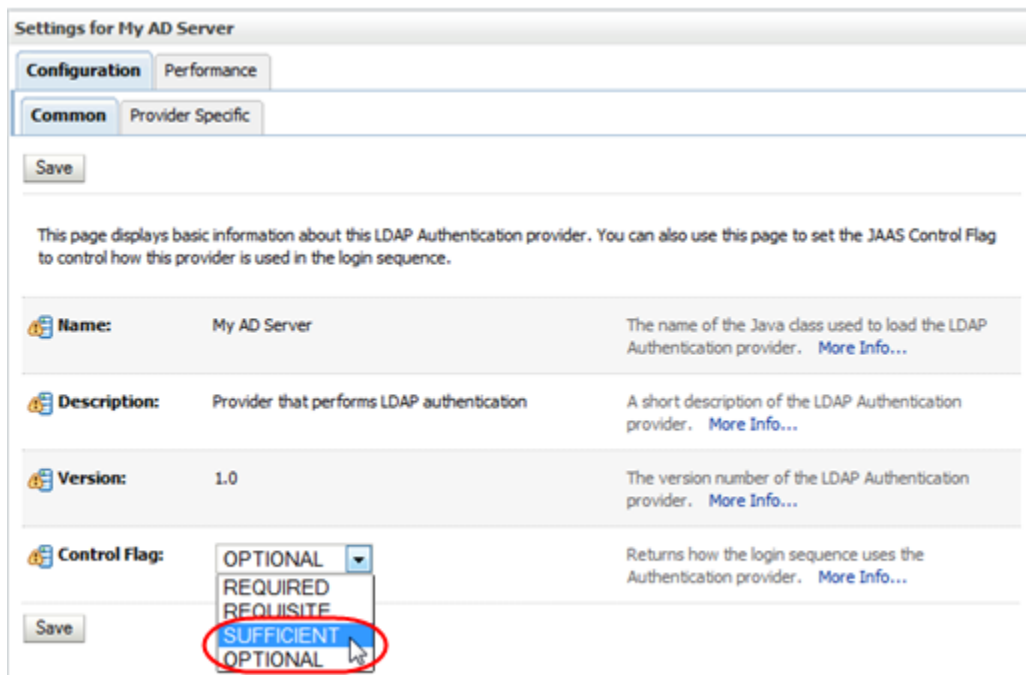 Settings for My AD Server
Configuration Performance
Common Provider Specific
Save
This page displays basic information about this LDAP Authentication provider. You can also use this page to set the JAAS Control Flag
to control how this provider is used in the login sequence.
Name: My AD Server The name of the Java class used to load the LDAP
Authentication provider. More Info...
Description: Provider that performs LDAP authentication A short description of the LDAP Authentication
provider. More Info...
Version: 1.0 The version number of the LDAP Authentication
provider. More Info...
Control Flag: OPTIONAL Returns how the login sequence uses the
Authentication provider. More Info...
REQUIRED
REQUISITE
SUFFICIENT
OPTIONAL
Save